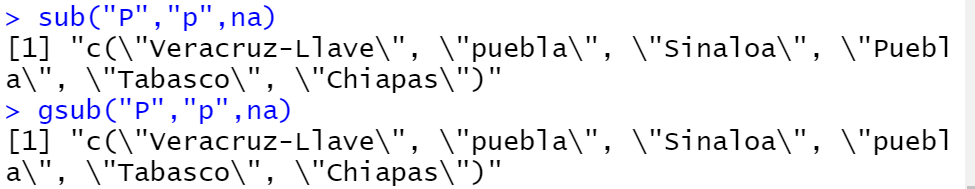 > sub("P","p",na)
[1] "c(\"Veracruz-Llave\", \"puebla\", \"Sinaloa\", \"Puebl
a\", \"Tabasco\", \"Chiapas\")"
> gsub("P","p",na)
[1] "c(\"Veracruz-Llave\", \"puebla\", \"Sinaloa\", \"puebl
a\", \"Tabasco\", \"Chiapas\")"